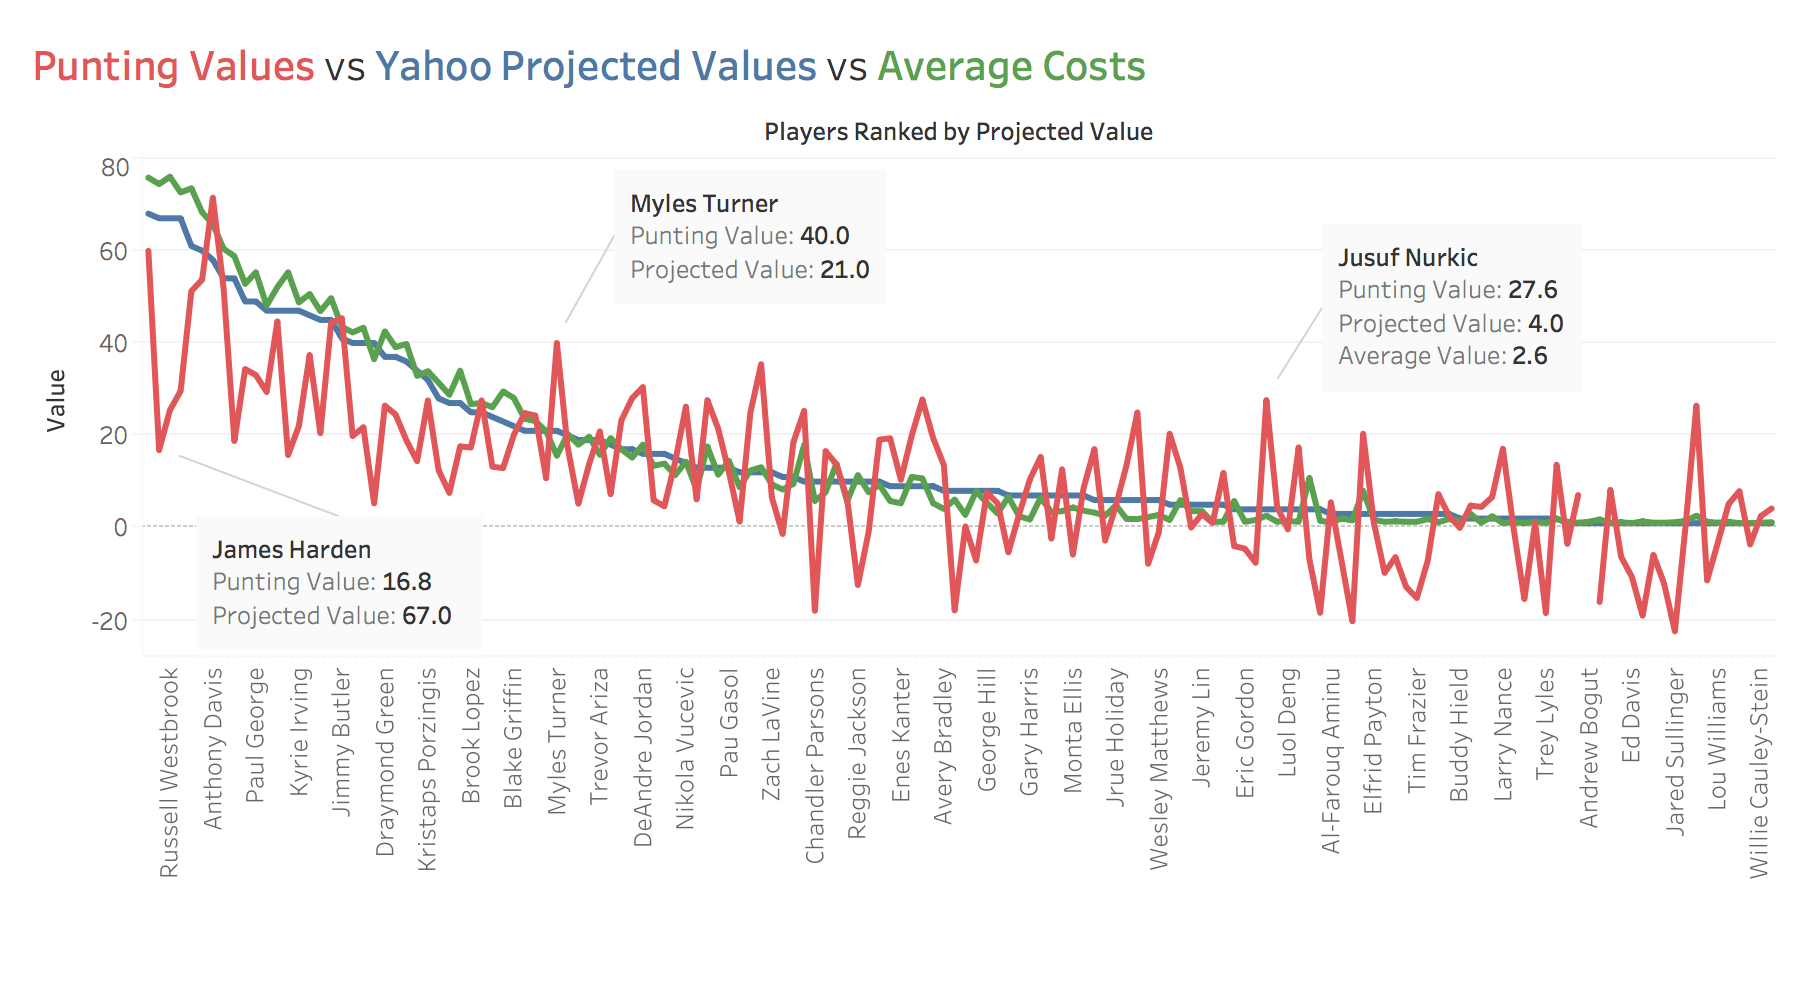 Punting Values vs Yahoo Projected Values vs Average Costs
Players Ranked by Projected Value
Value
80
60
40
20
0
-20
Myles Turner
Punting Value: 40.0
Projected Value: 21.0
Jusuf Nurkic
Punting Value: 27.6
Projected Value: 4.0
Average Value: 2.6
James Harden
Punting Value: 16.8
Projected Value: 67.0
Russell Westbrook
Anthony Davis
Paul George
Kyrie Irving
Jimmy Butler
Draymond Green
Kristaps Porzingis
Brook Lopez
Blake Griffin
Myles Turner
Trevor Ariza
DeAndre Jordan
Nikola Vucevic
Pau Gasol
Zach LaVine
Chandler Parsons
Reggie Jackson
Enes Kanter
Avery Bradley
George Hill
Gary Harris
Monta Ellis
Jrue Holiday
Wesley Matthews
Jeremy Lin
Eric Gordon
Luol Deng
Al-Farouq Aminu
Elfrid Payton
Tim Frazier
Buddy Hield
Larry Nance
Trey Lyles
Andrew Bogut
Ed Davis
Jared Sullinger
Lou Williams
Willie Cauley-Stein